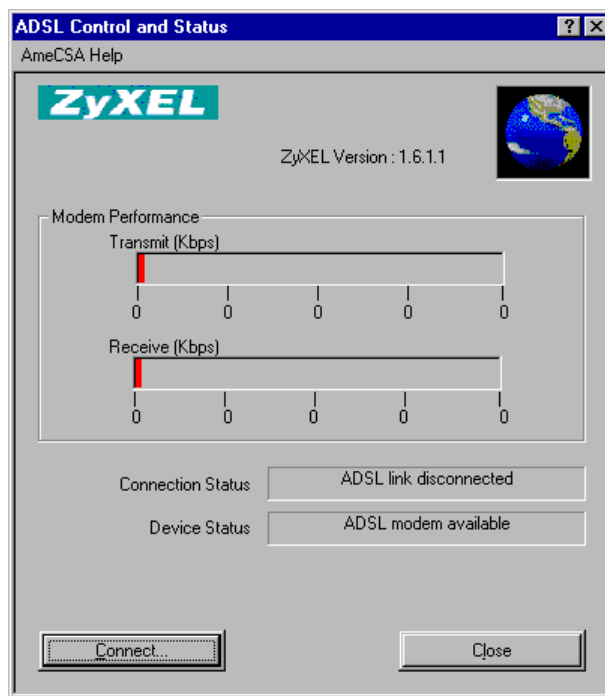 ADSL Control and Status
AmeCSA Help
ZyXEL
ZyXEL Version : 1.6.1.1
Modem Performance
Transmit (Kbps)
0 0 0 0 0
Receive (Kbps)
0 0 0 0 0
Connection Status ADSL link disconnected
Device Status ADSL modem available
Connect... Close